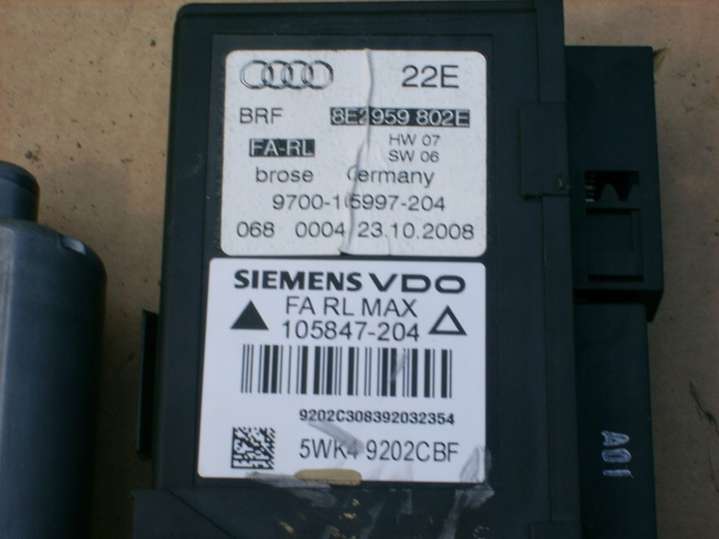 22E
BRF 8E2959 802E
FA-RL HW 07
SW 06
brose Germany
9700-105997-204
068 0004 23.10.2008
SIEMENS VDO
FA RL MAX
105847-204
9202C308392032354
5WK4 9202CBF
A01